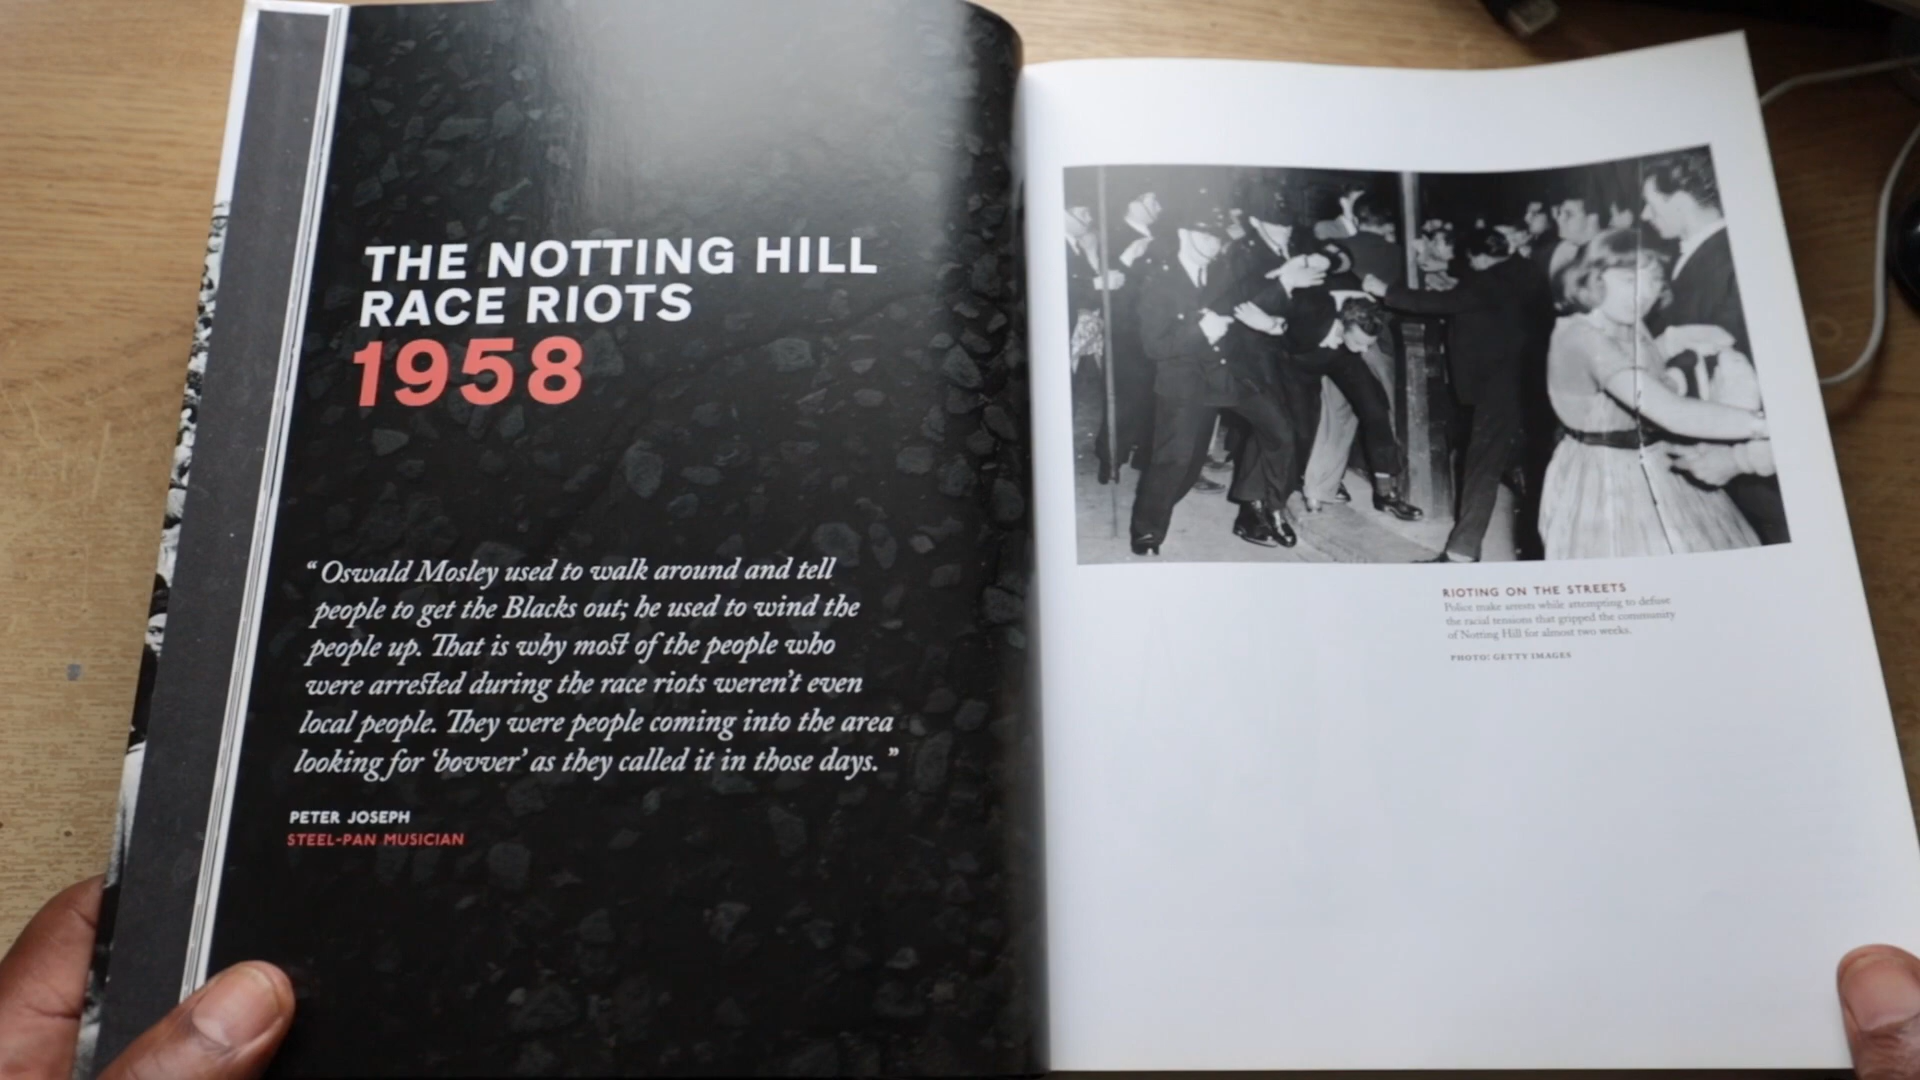 THE NOTTING HILL
RACE RIOTS
1958
“ Oswald Mosley used to walk around and tell
people to get the Blacks out; he used to wind the
people up. That is why most of the people who
were arrested during the race riots weren’t even
local people. They were people coming into the area
looking for ‘bovver’ as they called it in those days. ”
PETER JOSEPH
STEEL-PAN MUSICIAN
RIOTING ON THE STREETS
Police make arrests while attempting to defuse
the racial tensions that gripped the community
of Notting Hill for almost two weeks.
PHOTO: GETTY IMAGES